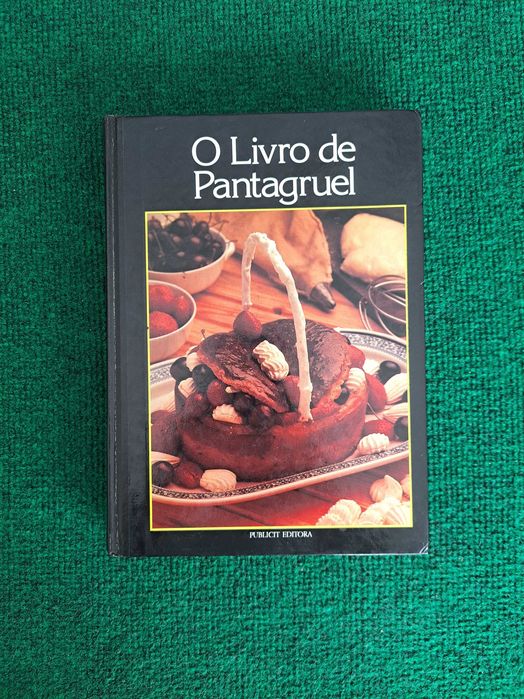 O Livro de
Pantagruel
PUBLICIT EDITORA